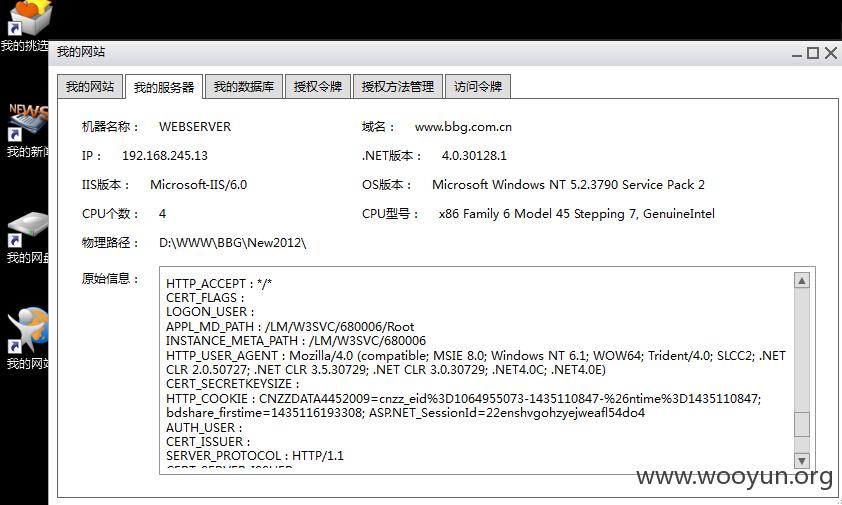 我的挑选
我的新闻
我的网盘
我的网站
我的网站
我的网站 我的服务器 我的数据库 授权令牌 授权方法管理 访问令牌
机器名称： WEBSERVER 域名： www.bbg.com.cn
IP： 192.168.245.13 .NET版本： 4.0.30128.1
IIS版本： Microsoft-IIS/6.0 OS版本： Microsoft Windows NT 5.2.3790 Service Pack 2
CPU个数： 4 CPU型号： x86 Family 6 Model 45 Stepping 7, GenuineIntel
物理路径： D:\WWW\BBG\New2012\
原始信息：
HTTP_ACCEPT : */*
CERT_FLAGS :
LOGON_USER :
APPL_MD_PATH : /LM/W3SVC/680006/Root
INSTANCE_META_PATH : /LM/W3SVC/680006
HTTP_USER_AGENT : Mozilla/4.0 (compatible; MSIE 8.0; Windows NT 6.1; WOW64; Trident/4.0; SLCC2; .NET
CLR 2.0.50727; .NET CLR 3.5.30729; .NET CLR 3.0.30729; .NET4.0C; .NET4.0E)
CERT_SECRETKEYSIZE :
HTTP_COOKIE : CNZZDATA4452009=cnzz_eid%3D1064955073-1435110847-%26ntime%3D1435110847;
bdshare_firstime=1435116193308; ASP.NET_SessionId=22enshvgohzyejweafl54do4
AUTH_USER :
CERT_ISSUER :
SERVER_PROTOCOL : HTTP/1.1
CERT_SERVER_ISSUER
www.wooyun.org